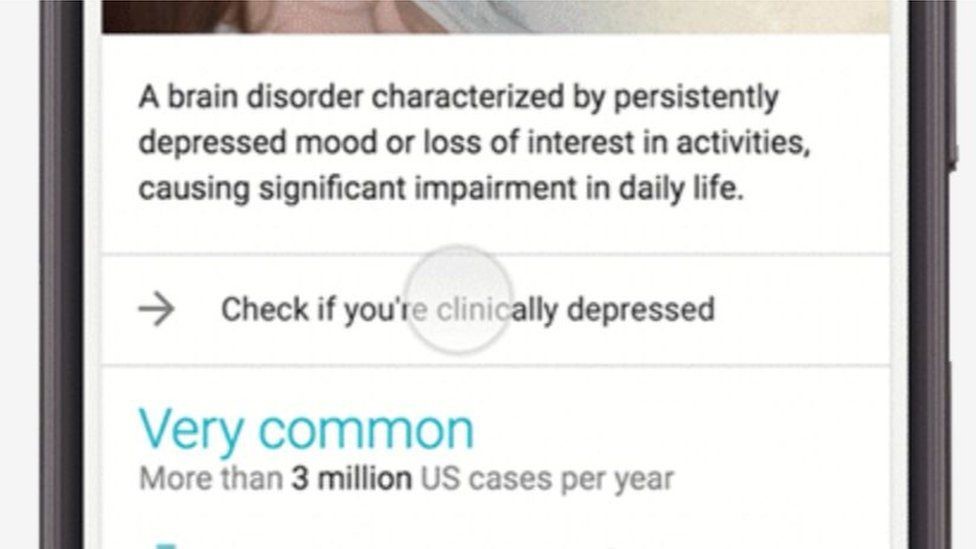 A brain disorder characterized by persistently
depressed mood or loss of interest in activities,
causing significant impairment in daily life.
Check if you're clinically depressed
Very common
More than 3 million US cases per year